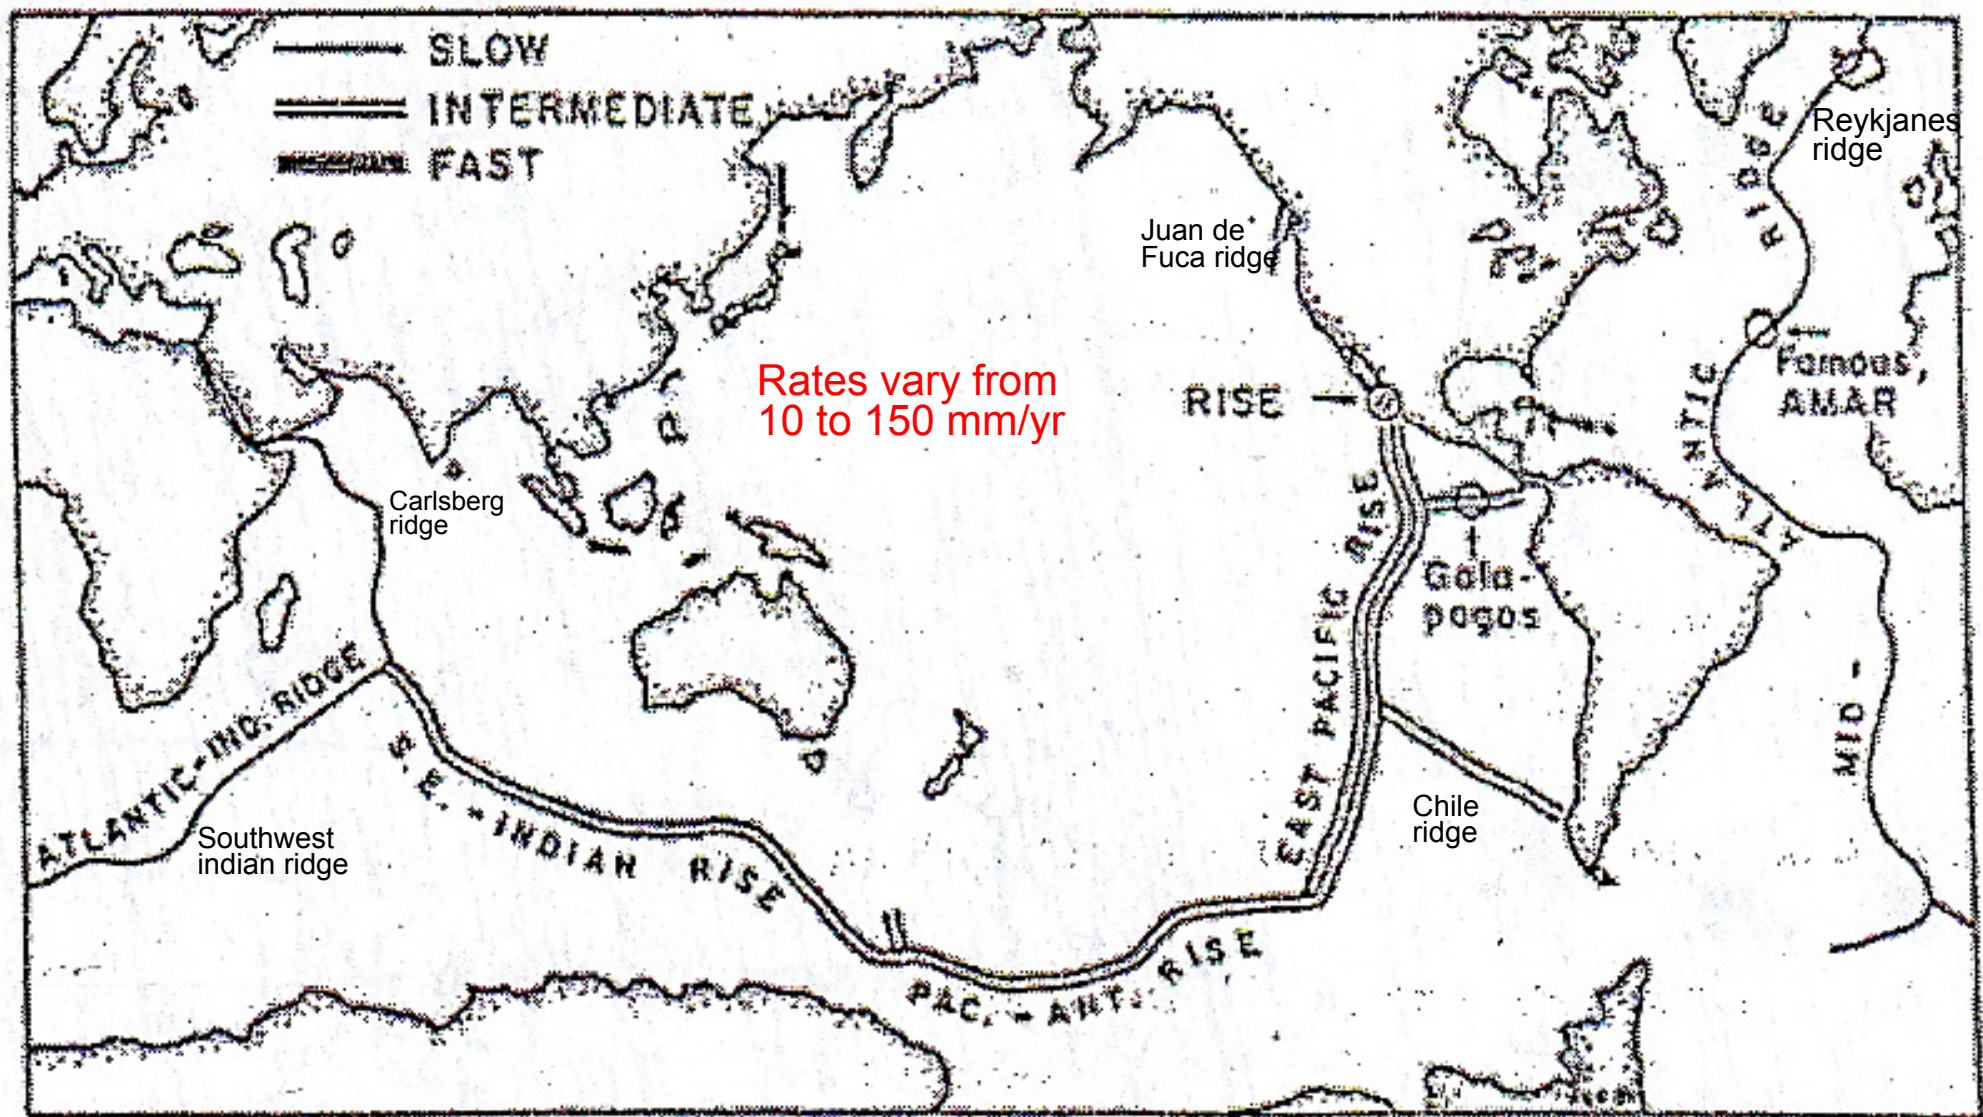 SLOW
INTERMEDIATE
FAST
Reykjanes
ridge
RIDGE
Juan de
Fuca ridge
Famous,
AMAR
Rates vary from
10 to 150 mm/yr
RISE
ATLANTIC
Carlsberg
ridge
EAST PACIFIC RISE
Gala-
pagos
MID-
ATLANTIC-IND. RIDGE
S.E.-INDIAN RISE
Southwest
indian ridge
Chile
ridge
PAC.-ANT. RISE